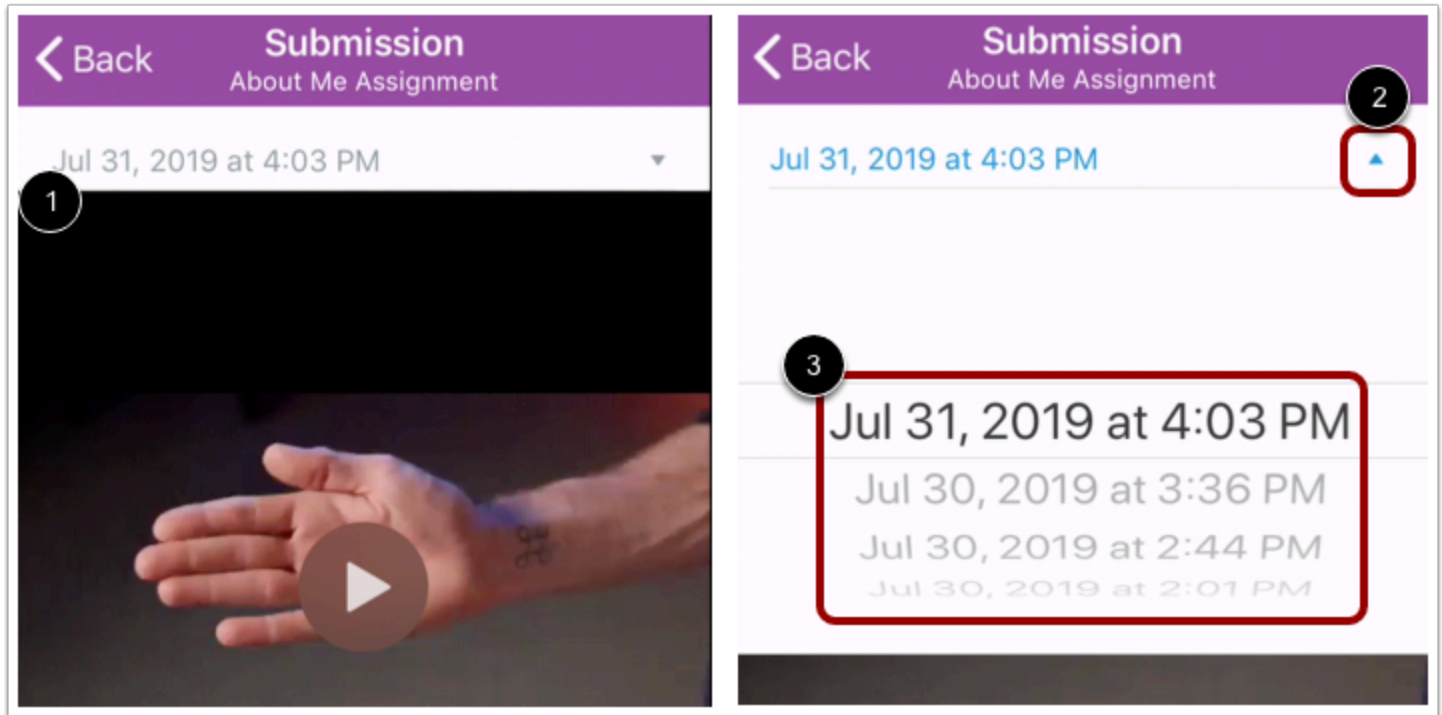 Back
Submission
About Me Assignment
Jul 31, 2019 at 4:03 PM
1
Back
Submission
About Me Assignment
2
Jul 31, 2019 at 4:03 PM
3
Jul 31, 2019 at 4:03 PM
Jul 30, 2019 at 3:36 PM
Jul 30, 2019 at 2:44 PM
Jul 30, 2019 at 2:01 PM